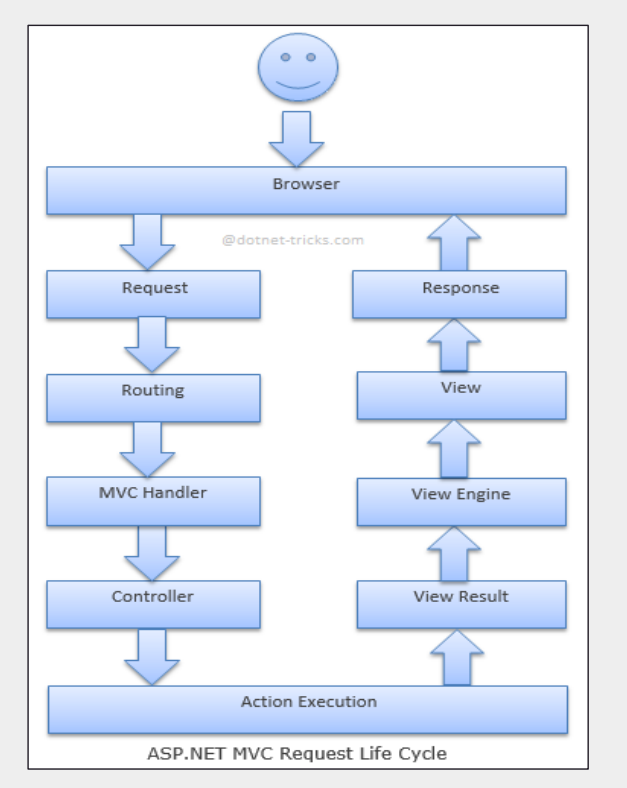 Browser
@dotnet-tricks.com
Request
Response
Routing
View
MVC Handler
View Engine
Controller
View Result
Action Execution
ASP.NET MVC Request Life Cycle